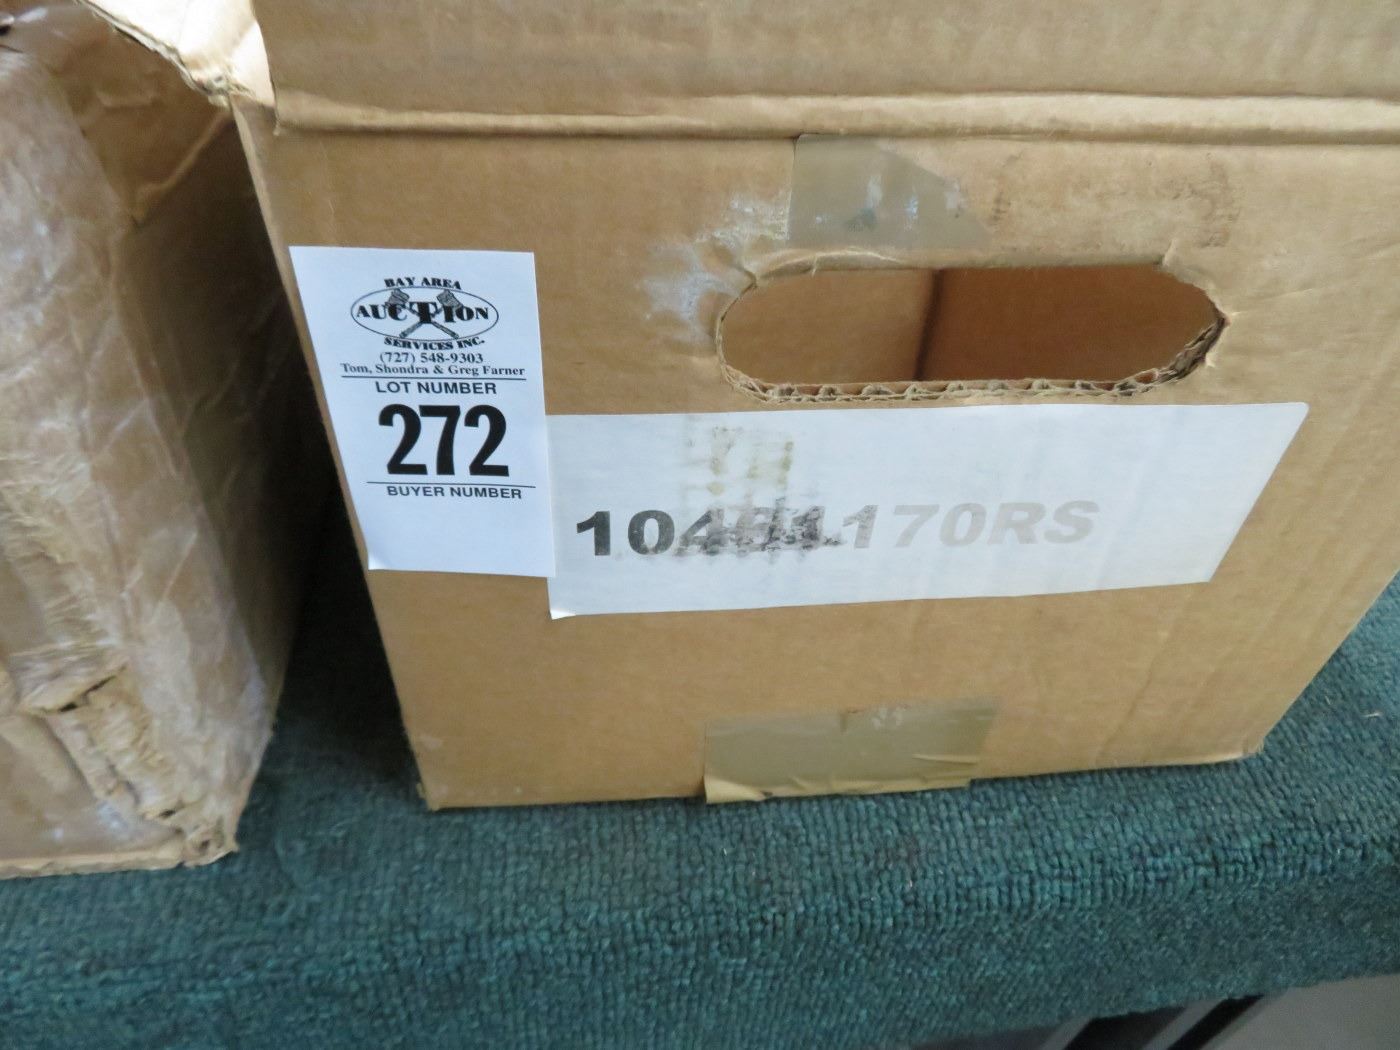 BAY AREA
AUCTION
SERVICES INC.
(727) 548-9303
Tom, Shondra & Greg Farner
LOT NUMBER
272
BUYER NUMBER